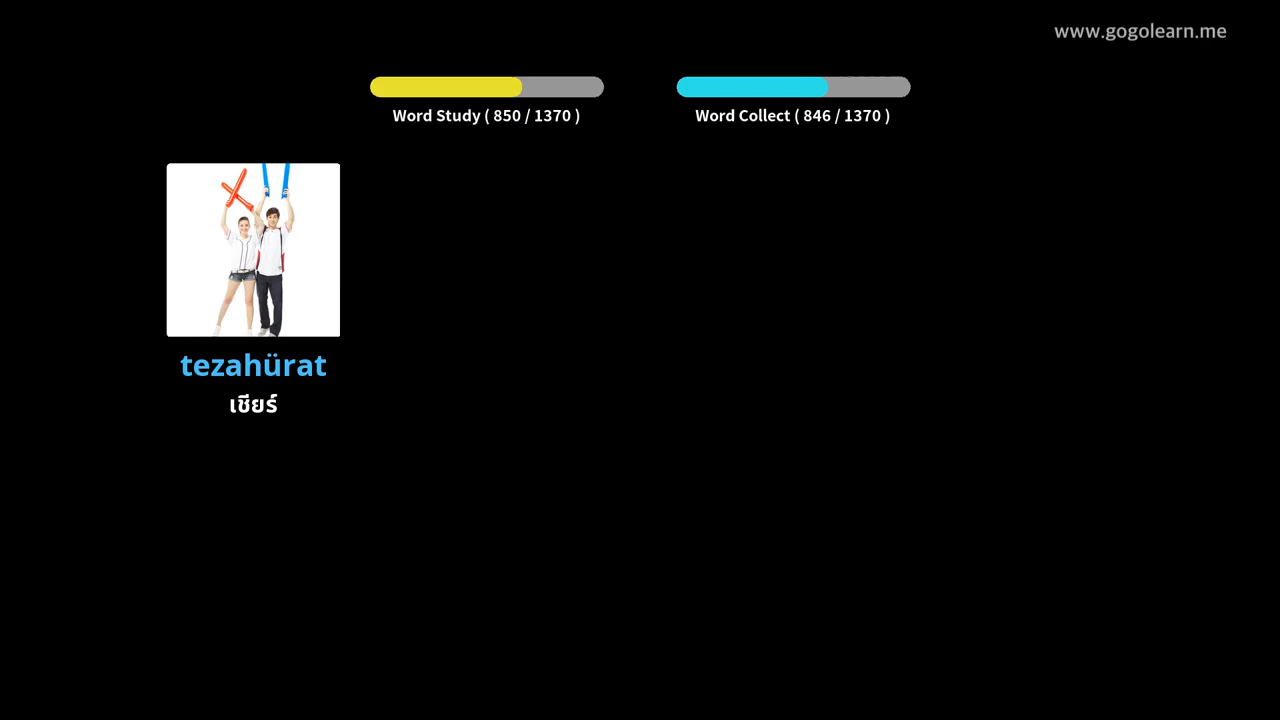 www.gogolearn.me
Word Study ( 850 / 1370 )
Word Collect ( 846 / 1370 )
tezahürat
เชียร์